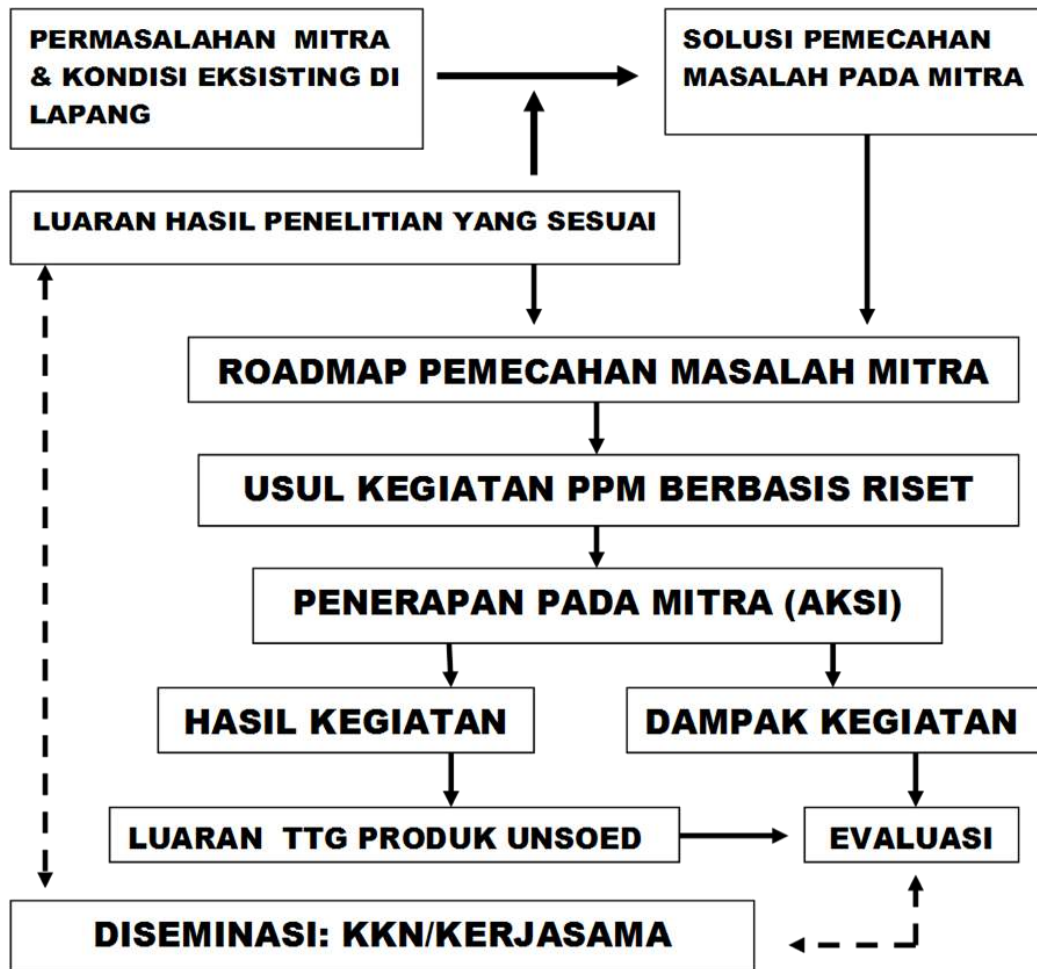 PERMASALAHAN MITRA
& KONDISI EKSISTING DI
LAPANG
SOLUSI PEMECAHAN
MASALAH PADA MITRA
LUARAN HASIL PENELITIAN YANG SESUAI
ROADMAP PEMECAHAN MASALAH MITRA
USUL KEGIATAN PPM BERBASIS RISET
PENERAPAN PADA MITRA (AKSI)
HASIL KEGIATAN
DAMPAK KEGIATAN
LUARAN TTG PRODUK UNSOED
EVALUASI
DISEMINASI: KKN/KERJASAMA